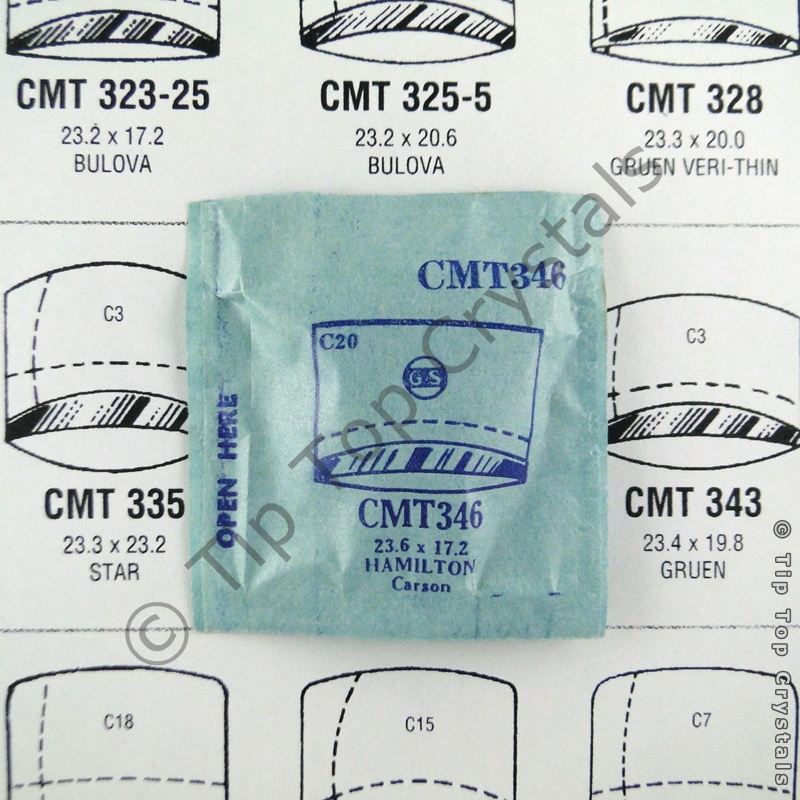 CMT 323-25
23.2 x 17.2
BULOVA
CMT 325-5
23.2 x 20.6
BULOVA
CMT 328
23.3 x 20.0
GRUEN VERI-THIN
C3
CMT 335
23.3 x 23.2
STAR
OPEN HERE
CMT346
C20
GS
CMT346
23.6 x 17.2
HAMILTON
Carson
C3
CMT 343
23.4 x 19.8
GRUEN
C18
C15
C7
© Tip Top Crystals
© Tip Top Crystals